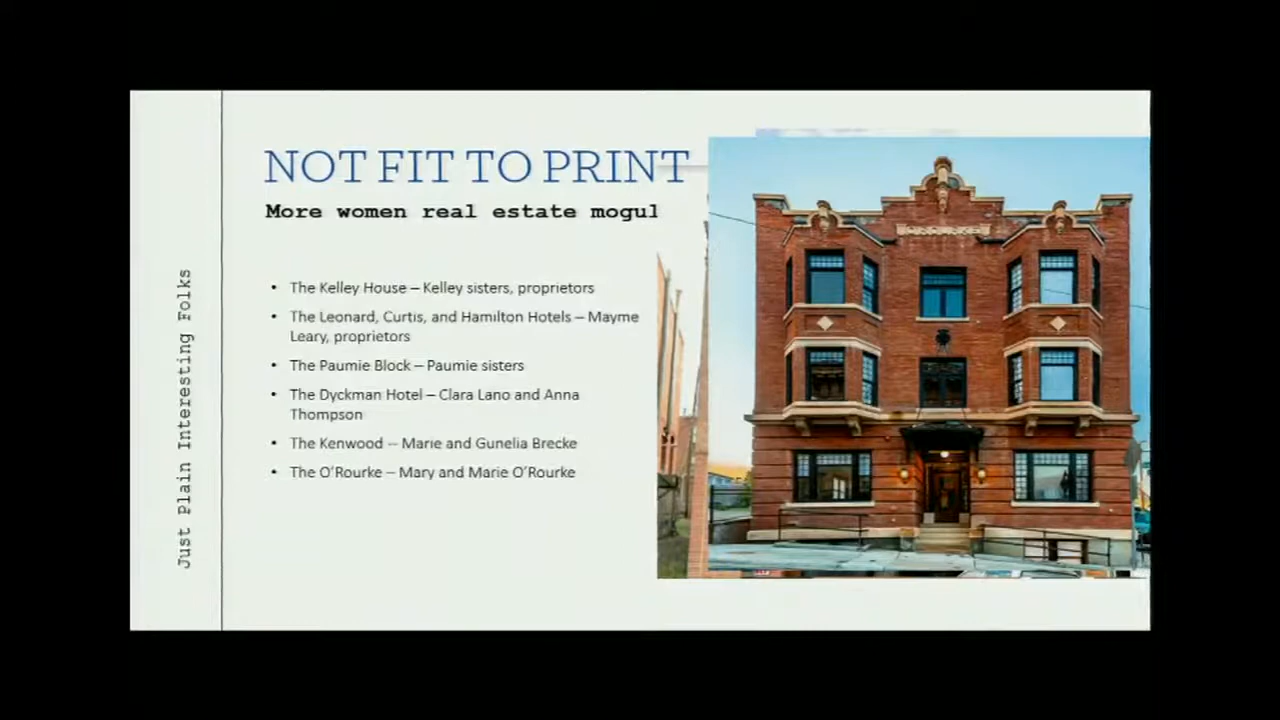 NOT FIT TO PRINT
More women real estate mogul
• The Kelley House – Kelley sisters, proprietors
• The Leonard, Curtis, and Hamilton Hotels – Mayme
Leary, proprietors
• The Paumie Block – Paumie sisters
• The Dyckman Hotel – Clara Lano and Anna
Thompson
• The Kenwood -- Marie and Gunelia Brecke
• The O’Rourke – Mary and Marie O’Rourke
Just Plain Interesting Folks